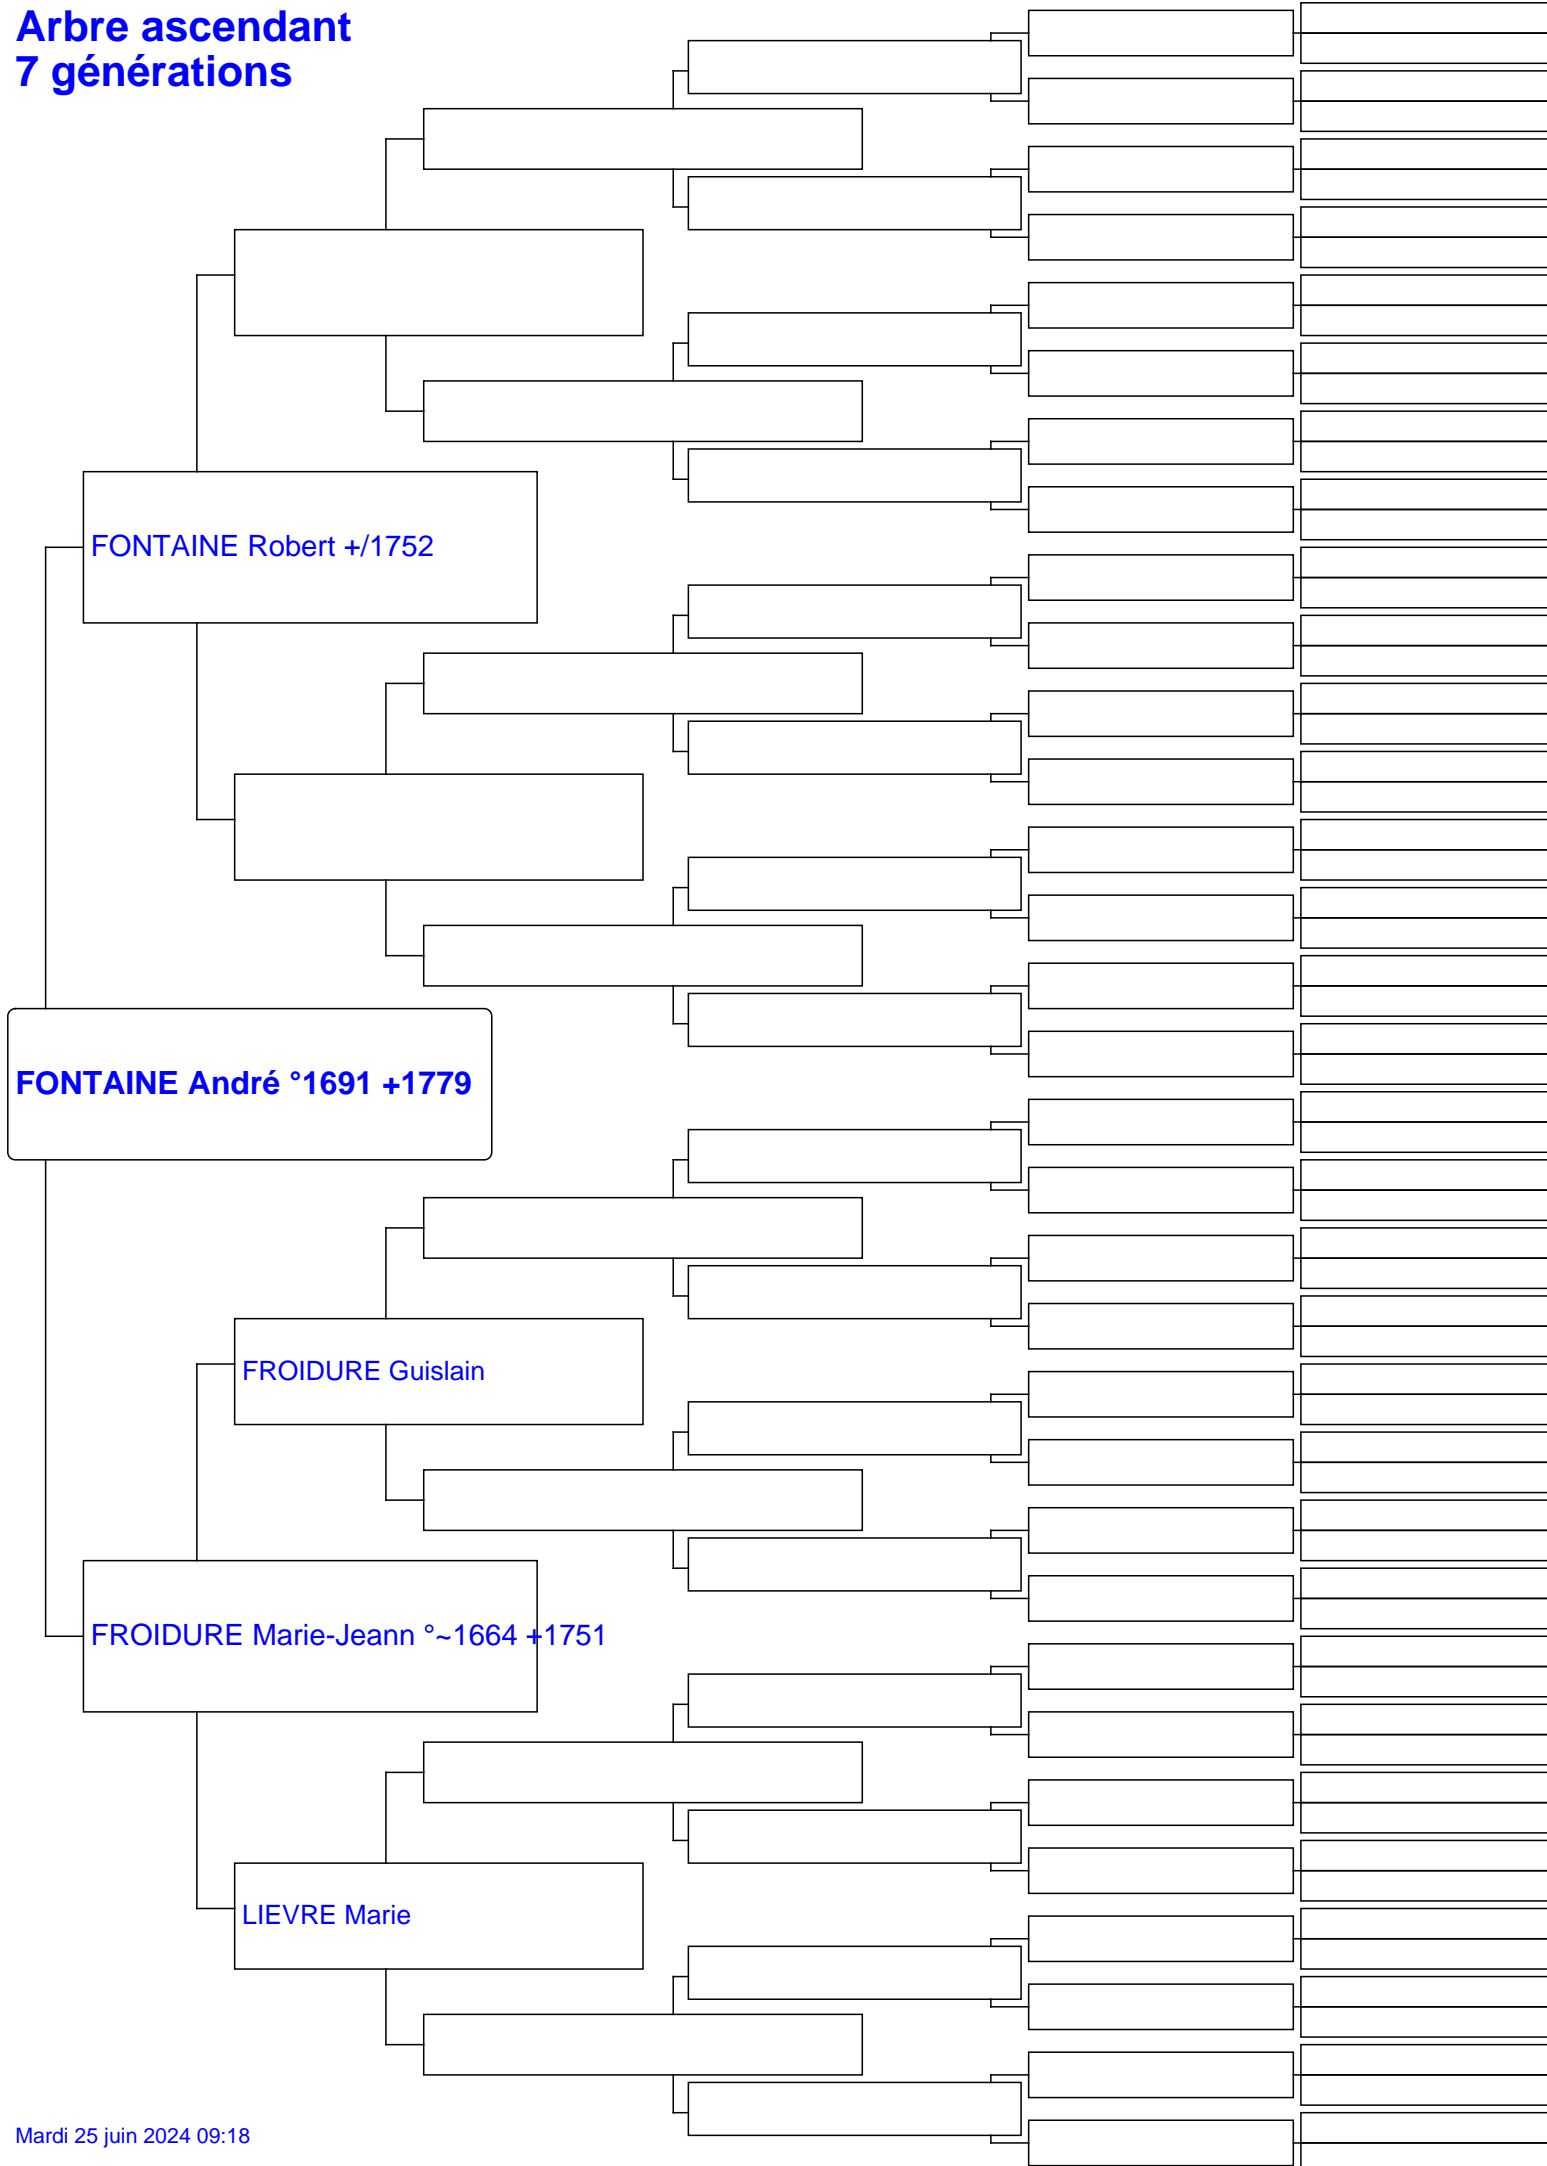 Arbre ascendant
7 générations
FONTAINE Robert +/1752
FONTAINE André °1691 +1779
FROIDURE Guislain
FROIDURE Marie-Jeann °~1664 +1751
LIEVRE Marie
Mardi 25 juin 2024 09:18